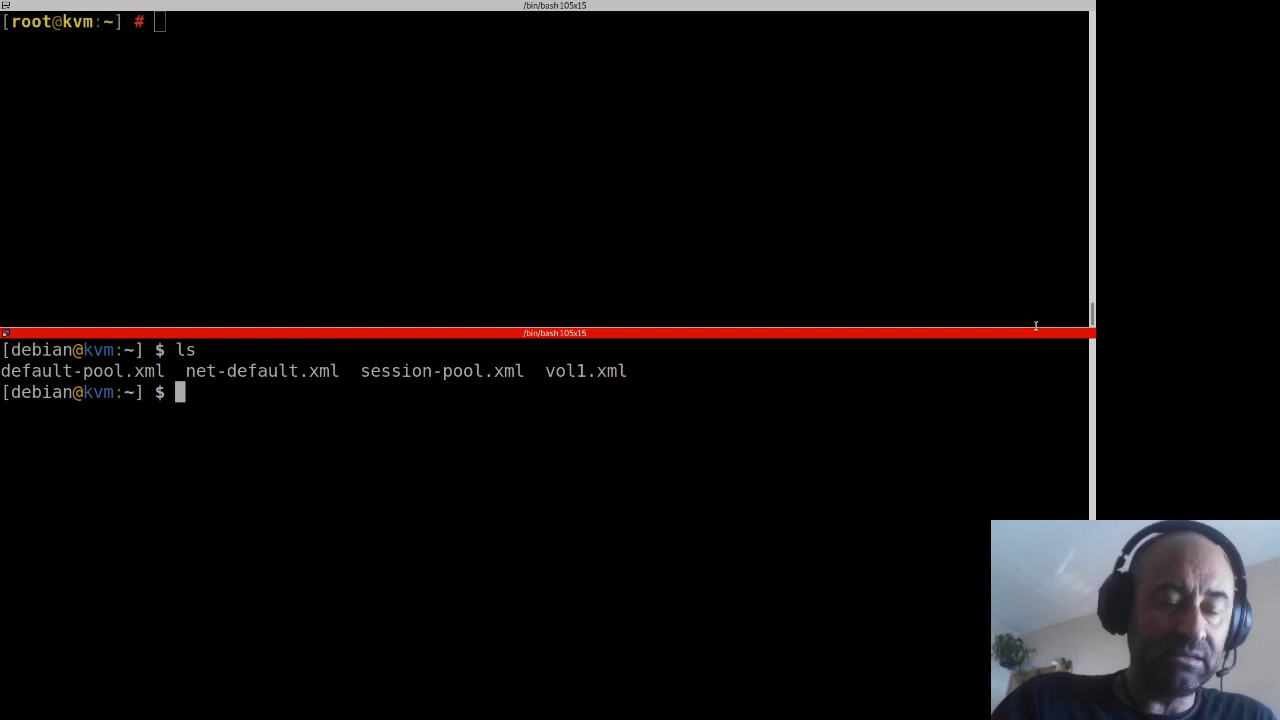 /bin/bash 105x15
[root@kvm:~] #
/bin/bash 105x15
[debian@kvm:~] $ ls
default-pool.xml  net-default.xml  session-pool.xml  vol1.xml
[debian@kvm:~] $